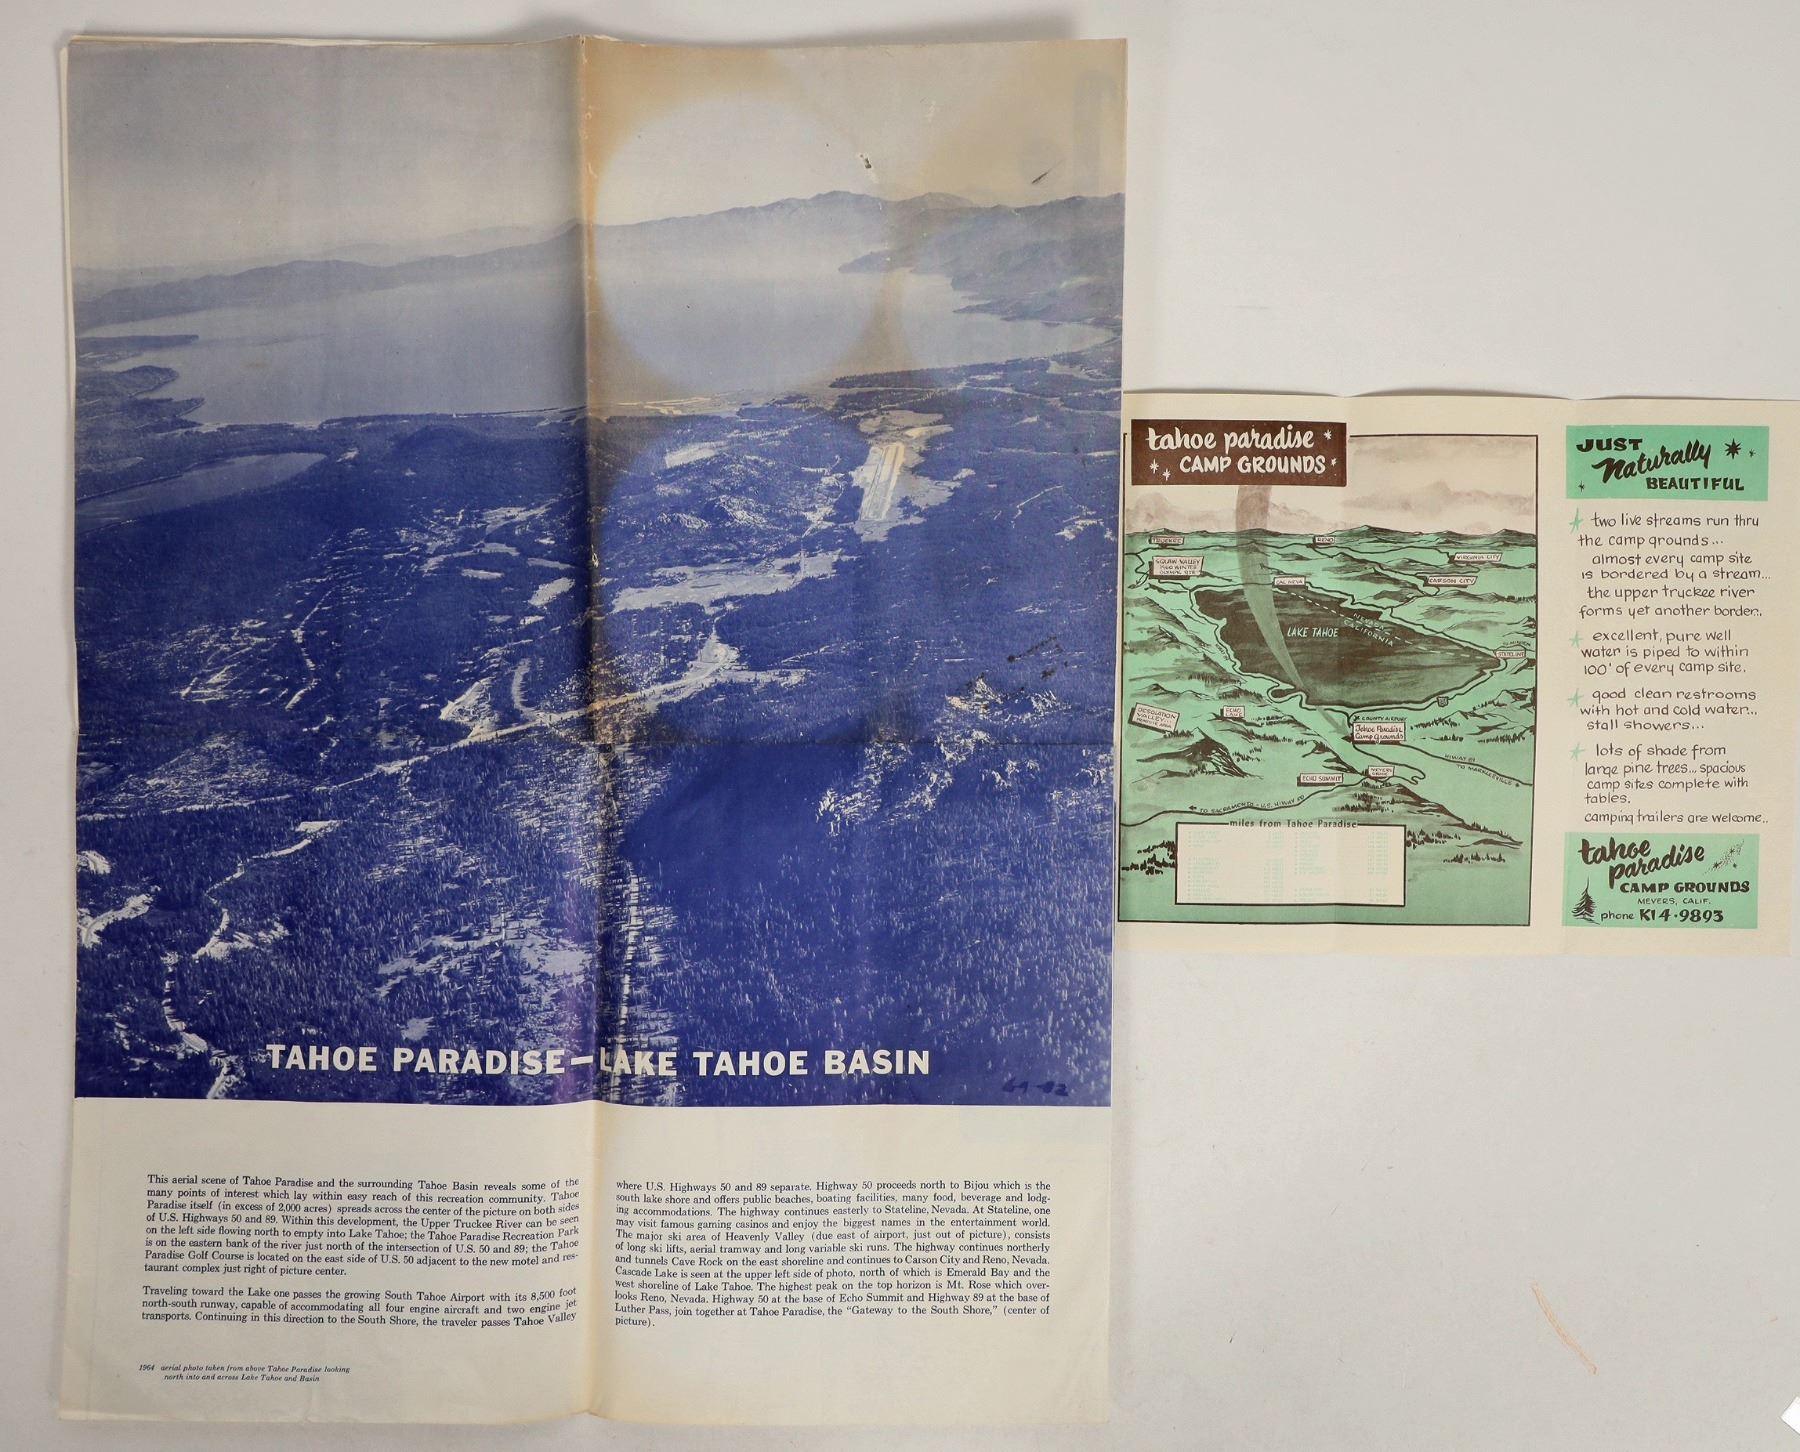 TAHOE PARADISE—LAKE TAHOE BASIN
This aerial scene of Tahoe Paradise and the surrounding Tahoe Basin reveals some of the
many points of interest which lay within easy reach of this recreation community. Tahoe
Paradise itself (in excess of 2,000 acres) spreads across the center of the picture on both sides
of U.S. Highways 50 and 89. Within this development, the Upper Truckee River can be seen
on the left side flowing north to empty into Lake Tahoe; the Tahoe Paradise Recreation Park
is on the eastern bank of the river just north of the intersection of U.S. 50 and 89; the Tahoe
Paradise Golf Course is located on the east side of U.S. 50 adjacent to the new motel and res-
taurant complex just right of picture center.
Traveling toward the Lake one passes the growing South Tahoe Airport with its 8,500 foot
north-south runway, capable of accommodating all four engine aircraft and two engine jet
transports. Continuing in this direction to the South Shore, the traveler passes Tahoe Valley
where U.S. Highways 50 and 89 separate. Highway 50 proceeds north to Bijou which is the
south lake shore and offers public beaches, boating facilities, many food, beverage and lodg-
ing accommodations. The highway continues easterly to Stateline, Nevada. At Stateline, one
may visit famous gaming casinos and enjoy the biggest names in the entertainment world.
The major ski area of Heavenly Valley (due east of airport, just out of picture), consists
of long ski lifts, aerial tramway and long variable ski runs. The highway continues northerly
and tunnels Cave Rock on the east shoreline and continues to Carson City and Reno, Nevada.
Cascade Lake is seen at the upper left side of photo, north of which is Emerald Bay and the
west shoreline of Lake Tahoe. The highest peak on the top horizon is Mt. Rose which over-
looks Reno, Nevada. Highway 50 at the base of Echo Summit and Highway 89 at the base of
Luther Pass, join together at Tahoe Paradise, the "Gateway to the South Shore," (center of
picture).
1964 aerial photo taken from above Tahoe Paradise looking
north into and across Lake Tahoe and Basin
tahoe paradise
CAMP GROUNDS
TRUCKEE
RENO
SQUAW VALLEY
1960 WINTER
OLYMPIC SITE
VIRGINIA CITY
CAL NEVA
CARSON CITY
LAKE TAHOE
NEVADA
CALIFORNIA
STATELINE
DESOLATION
VALLEY...
ECHO
LAKE
COUNTY AIRPORT
Tahoe Paradise
Camp Grounds
HIWAY 89
TO MARKLEEVILLE
MEYERS
GRADE
ECHO SUMMIT
TO SACRAMENTO - U.S. HIWAY 50
miles from Tahoe Paradise
JUST
Naturally
BEAUTIFUL
two live streams run thru
the camp grounds...
almost every camp site
is bordered by a stream...
the upper truckee river
forms yet another border..
excellent, pure well
water is piped to within
100' of every camp site.
good clean restrooms
with hot and cold water...
stall showers...
lots of shade from
large pine trees... spacious
camp sites complete with
tables.
camping trailers are welcome..
tahoe
paradise
CAMP GROUNDS
MEYERS, CALIF.
phone KI 4-9893